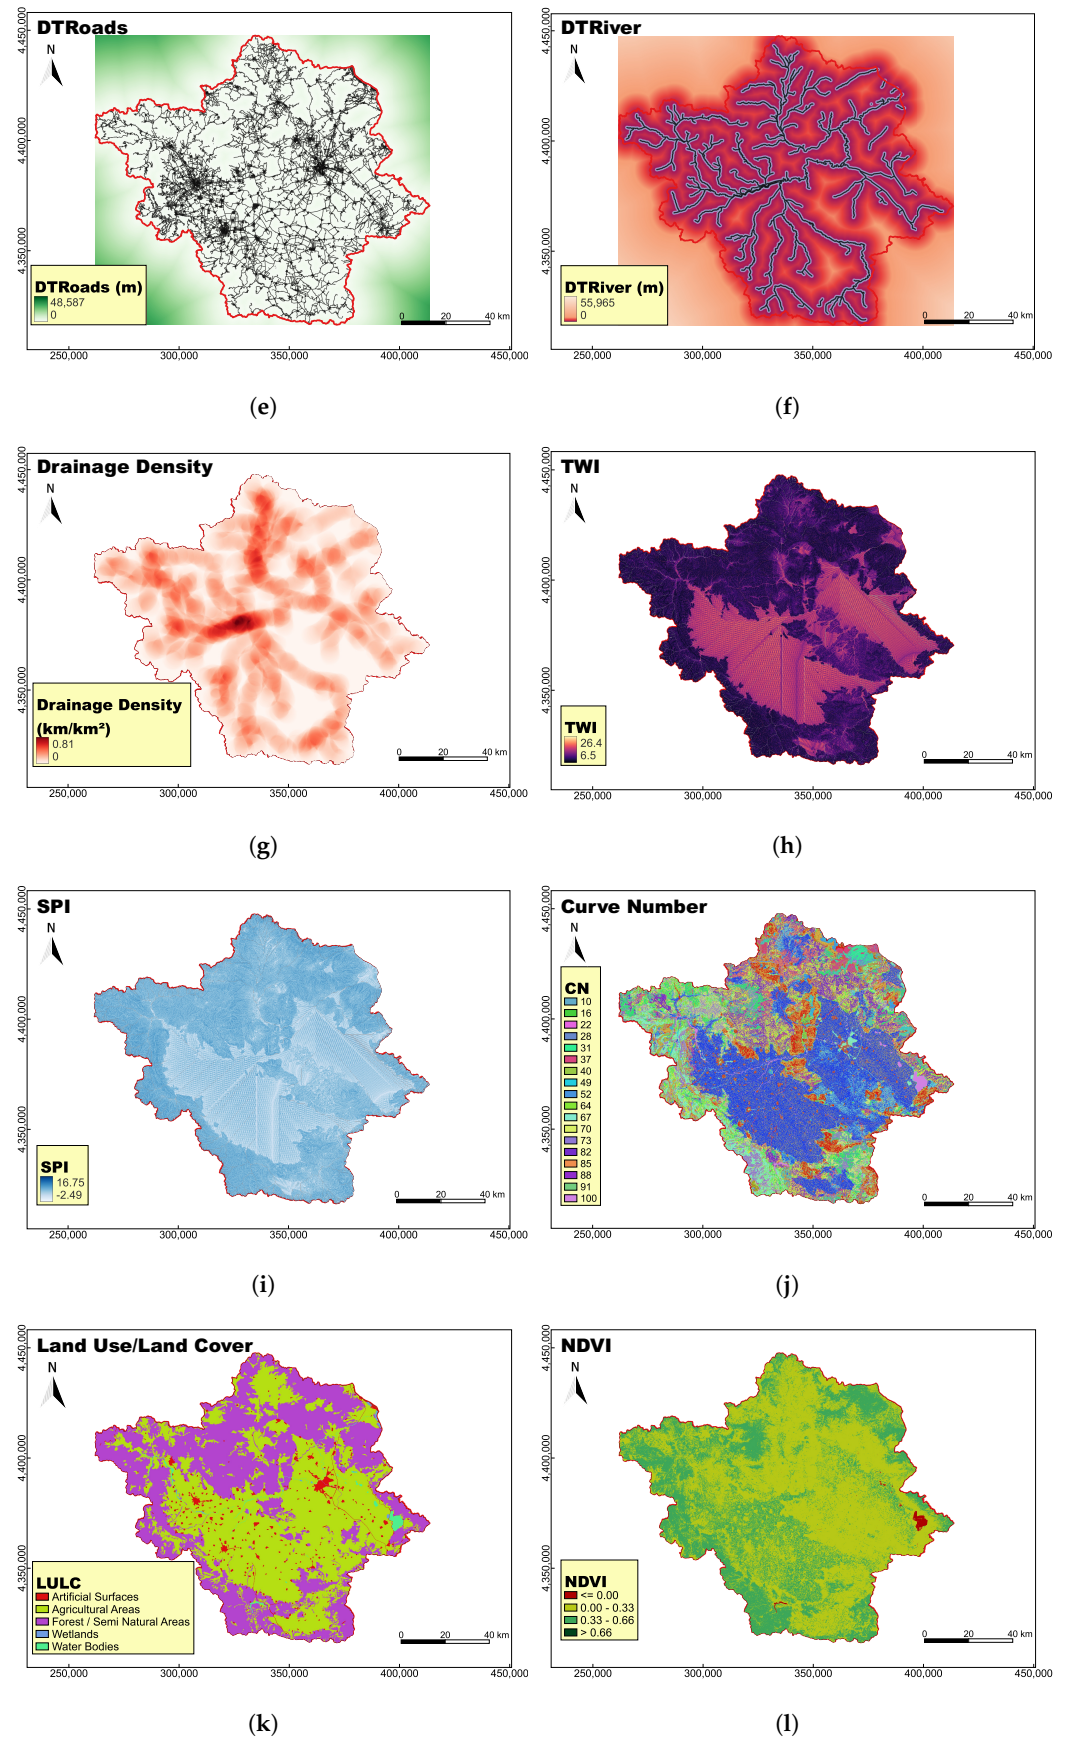 DTRoads
N
4,450,000
4,400,000
4,350,000
DTRoads (m)
48,587
0
0 20 40 km
250,000 300,000 350,000 400,000 450,000
(e)
DTRiver
N
4,450,000
4,400,000
4,350,000
DTRiver (m)
55,965
0
0 20 40 km
250,000 300,000 350,000 400,000 450,000
(f)
Drainage Density
N
4,450,000
4,400,000
4,350,000
Drainage Density
(km/km²)
0.81
0
0 20 40 km
250,000 300,000 350,000 400,000 450,000
(g)
TWI
N
4,450,000
4,400,000
4,350,000
TWI
26.4
6.5
0 20 40 km
250,000 300,000 350,000 400,000 450,000
(h)
SPI
N
4,450,000
4,400,000
4,350,000
SPI
16.75
-2.49
0 20 40 km
250,000 300,000 350,000 400,000 450,000
(i)
Curve Number
N
4,450,000
4,400,000
4,350,000
CN
10
16
22
28
31
37
40
49
52
64
67
70
73
82
85
88
91
100
0 20 40 km
250,000 300,000 350,000 400,000 450,000
(j)
Land Use/Land Cover
N
4,450,000
4,400,000
4,350,000
LULC
Artificial Surfaces
Agricultural Areas
Forest / Semi Natural Areas
Wetlands
Water Bodies
0 20 40 km
250,000 300,000 350,000 400,000 450,000
(k)
NDVI
N
4,450,000
4,400,000
4,350,000
NDVI
<= 0.00
0.00 - 0.33
0.33 - 0.66
> 0.66
0 20 40 km
250,000 300,000 350,000 400,000 450,000
(l)